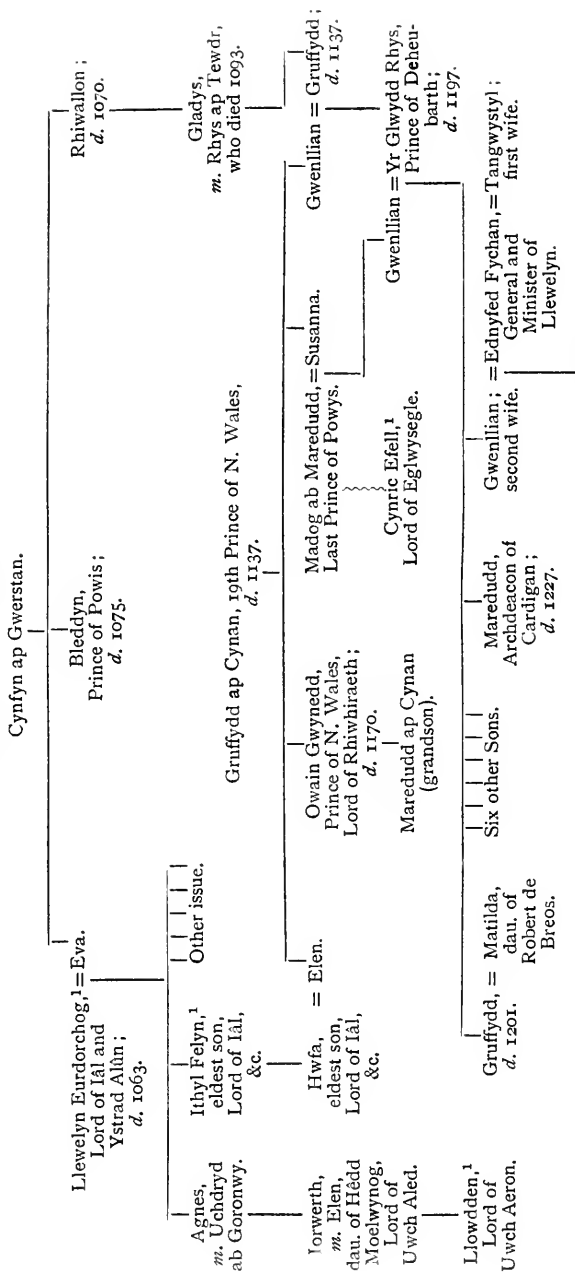 Cynfyn ap Gwerstan.
Llewelyn Eurdorchog,¹ = Eva.
Lord of Iâl and
Ystrad Alûn;
d. 1063.
Bleddyn,
Prince of Powis;
d. 1075.
Rhiwallon;
d. 1070.
Agnes,
m. Uchdryd
ab Goronwy.
Ithyl Felyn,¹
eldest son,
Lord of Iâl,
&c.
Other issue.
Gruffydd ap Cynan, 19th Prince of N. Wales,
d. 1137.
Gladys,
m. Rhys ap Tewdr,
who died 1093.
Iorwerth,
m. Elen,
dau. of Hêdd
Moelwynog,
Lord of
Uwch Aled.
Hwfa,
eldest son,
Lord of Iâl,
&c.
= Elen.
Owain Gwynedd,
Prince of N. Wales,
Lord of Rhiwhiraeth;
d. 1170.
Madog ab Maredudd, = Susanna.
Last Prince of Powys.
Gwenllian = Gruffydd;
d. 1137.
Llowdden,¹
Lord of
Uwch Aeron.
Maredudd ap Cynan
(grandson).
Cynric Efell,¹
Lord of Eglwysegle.
Gwenllian = Yr Glwydd Rhys,
Prince of Deheu-
barth;
d. 1197.
Gruffydd, = Matilda,
d. 1201.
dau. of
Robert de
Breos.
Six other Sons.
Maredudd,
Archdeacon of
Cardigan;
d. 1227.
Gwenllian; = Ednyfed Fychan, = Tangwystyl;
second wife.
General and
Minister of
Llewelyn.
first wife.